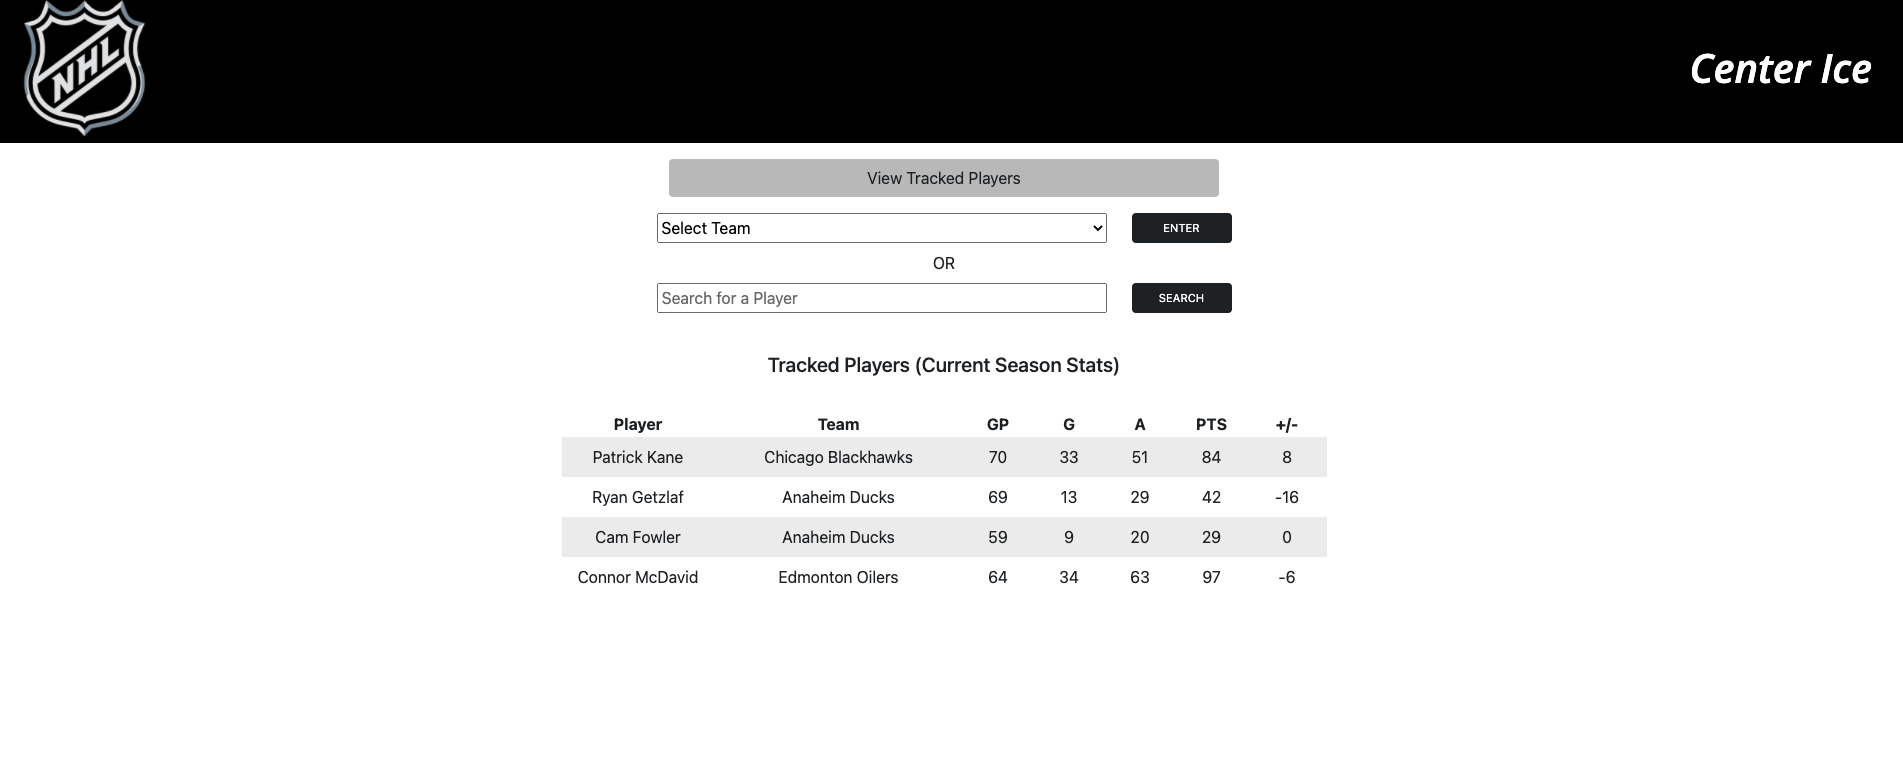 NHL
Center Ice
View Tracked Players
Select Team
ENTER
OR
Search for a Player
SEARCH
Tracked Players (Current Season Stats)
Player Team GP G A PTS +/-
Patrick Kane Chicago Blackhawks 70 33 51 84 8
Ryan Getzlaf Anaheim Ducks 69 13 29 42 -16
Cam Fowler Anaheim Ducks 59 9 20 29 0
Connor McDavid Edmonton Oilers 64 34 63 97 -6